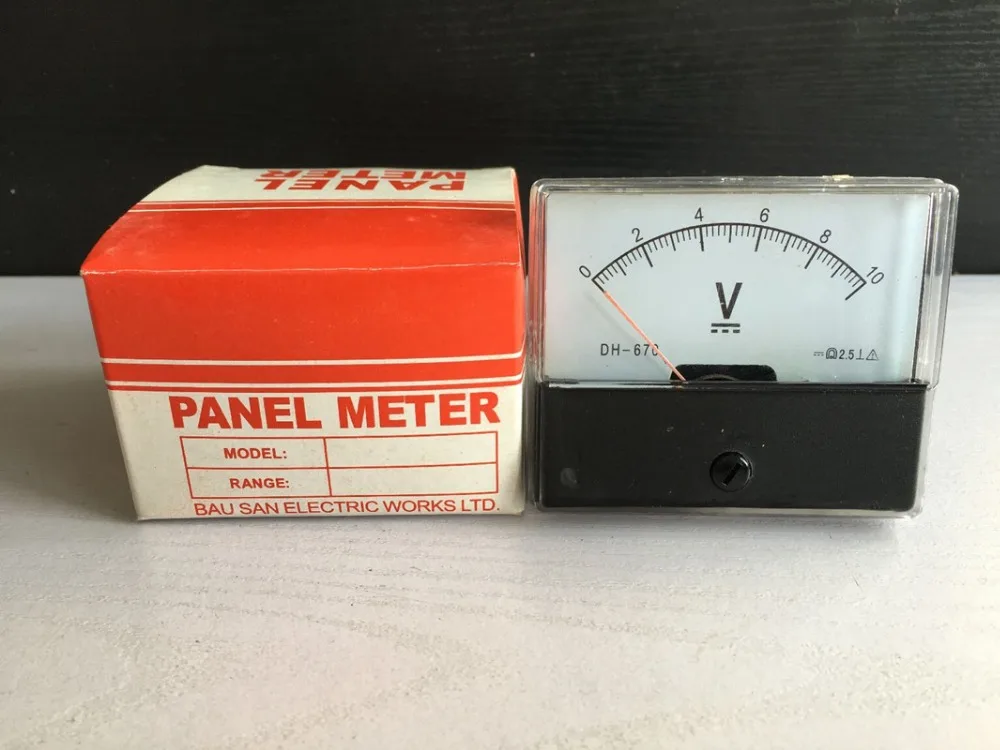 PANEL
METER
PANEL METER
MODEL:
RANGE:
BAU SAN ELECTRIC WORKS LTD.
0 2 4 6 8 10
V
DH-670
2.5